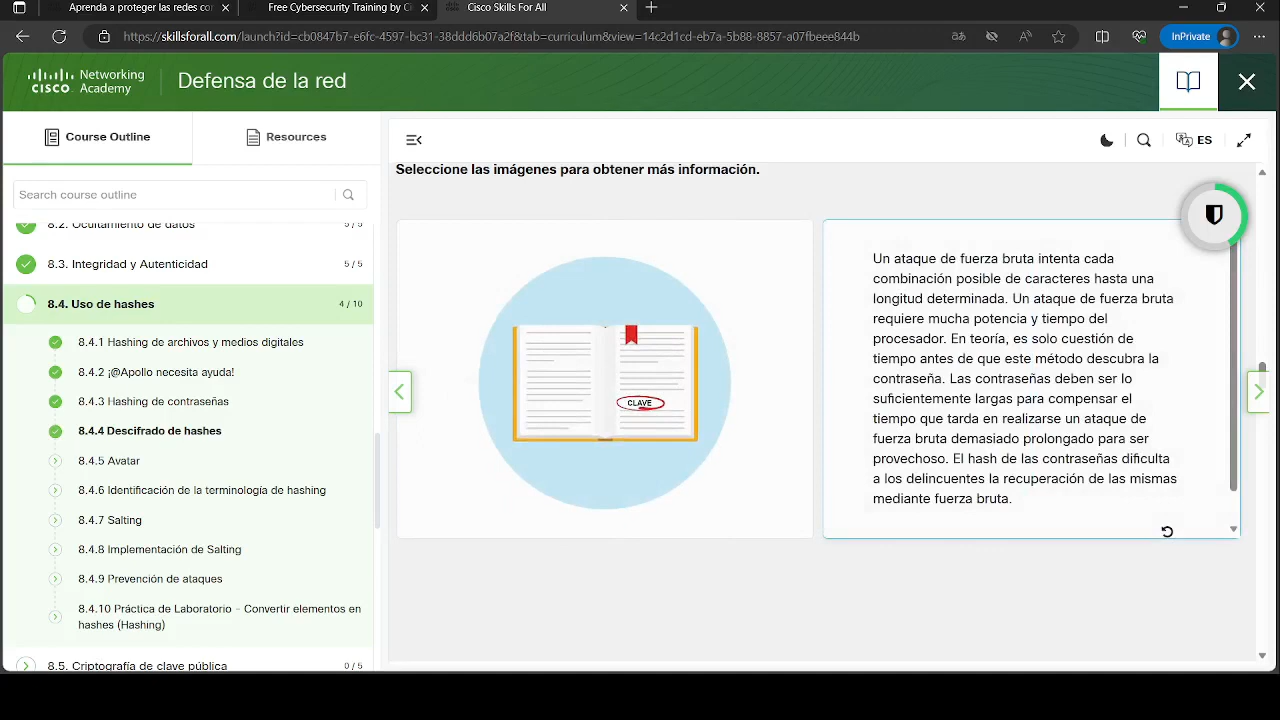 Aprenda a proteger las redes cor
Free Cybersecurity Training by Ci
Cisco Skills For All
https://skillsforall.com/launch?id=cb0847b7-e6fc-4597-bc31-38ddd6b07a2f&tab=curriculum&view=14c2d1cd-eb7a-5b88-8857-a07fbeee844b
InPrivate
CISCO
Networking
Academy
Defensa de la red
Course Outline
Resources
ES
Search course outline
8.2. Ocultamiento de datos
5 / 5
8.3. Integridad y Autenticidad
5 / 5
8.4. Uso de hashes
4 / 10
8.4.1 Hashing de archivos y medios digitales
8.4.2 ¡@Apollo necesita ayuda!
8.4.3 Hashing de contraseñas
8.4.4 Descifrado de hashes
8.4.5 Avatar
8.4.6 Identificación de la terminología de hashing
8.4.7 Salting
8.4.8 Implementación de Salting
8.4.9 Prevención de ataques
8.4.10 Práctica de Laboratorio - Convertir elementos en
hashes (Hashing)
8.5. Criptografía de clave pública
0 / 5
Seleccione las imágenes para obtener más información.
CLAVE
Un ataque de fuerza bruta intenta cada
combinación posible de caracteres hasta una
longitud determinada. Un ataque de fuerza bruta
requiere mucha potencia y tiempo del
procesador. En teoría, es solo cuestión de
tiempo antes de que este método descubra la
contraseña. Las contraseñas deben ser lo
suficientemente largas para compensar el
tiempo que tarda en realizarse un ataque de
fuerza bruta demasiado prolongado para ser
provechoso. El hash de las contraseñas dificulta
a los delincuentes la recuperación de las mismas
mediante fuerza bruta.